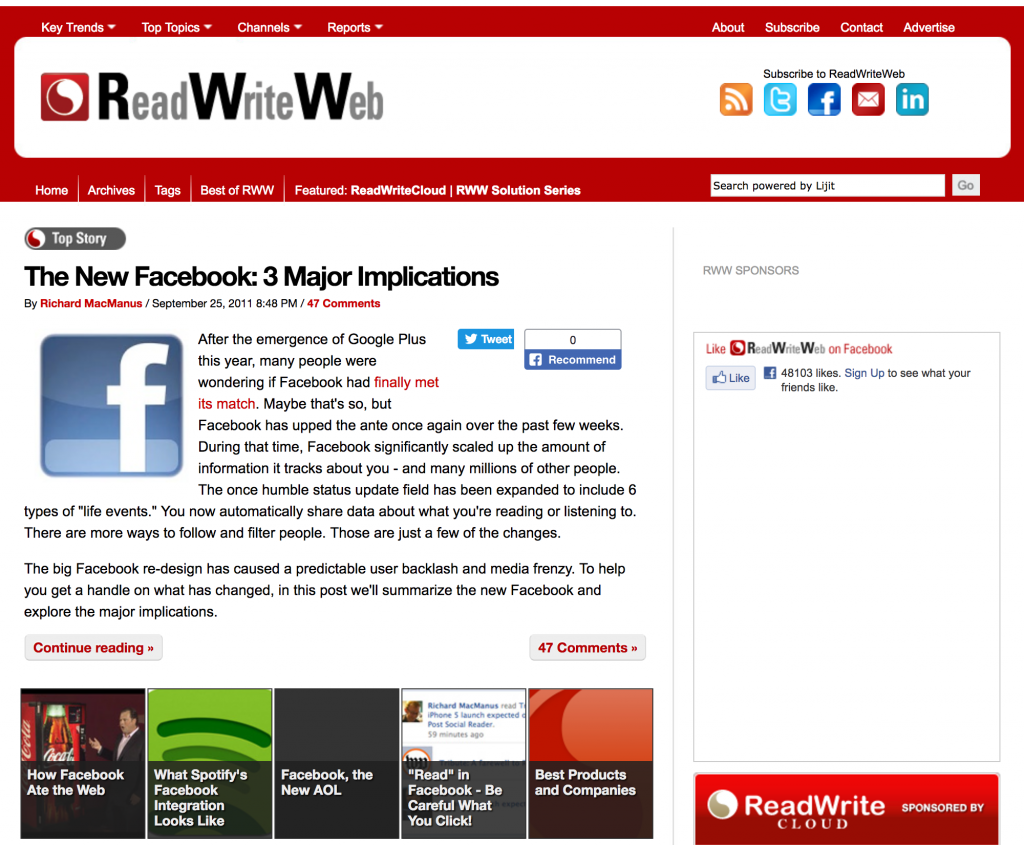 Key Trends Top Topics Channels Reports About Subscribe Contact Advertise
ReadWriteWeb
Subscribe to ReadWriteWeb
in
Home Archives Tags Best of RWW Featured: ReadWriteCloud | RWW Solution Series
Search powered by Lijit Go
Top Story
The New Facebook: 3 Major Implications
By Richard MacManus / September 25, 2011 8:48 PM / 47 Comments
After the emergence of Google Plus
this year, many people were
wondering if Facebook had finally met
its match. Maybe that's so, but
Facebook has upped the ante once again over the past few weeks.
During that time, Facebook significantly scaled up the amount of
information it tracks about you - and many millions of other people.
The once humble status update field has been expanded to include 6
types of "life events." You now automatically share data about what you're reading or listening to.
There are more ways to follow and filter people. Those are just a few of the changes.
Tweet
0
Recommend
The big Facebook re-design has caused a predictable user backlash and media frenzy. To help
you get a handle on what has changed, in this post we'll summarize the new Facebook and
explore the major implications.
Continue reading »
47 Comments »
How Facebook
Ate the Web
What Spotify's
Facebook
Integration
Looks Like
Facebook, the
New AOL
Richard MacManus read
iPhone 5 launch expected
Post Social Reader.
59 minutes ago
"Read" in
Facebook - Be
Careful What
You Click!
Best Products
and Companies
RWW SPONSORS
Like ReadWriteWeb on Facebook
Like
48103 likes. Sign Up to see what your
friends like.
ReadWrite
CLOUD
SPONSORED BY